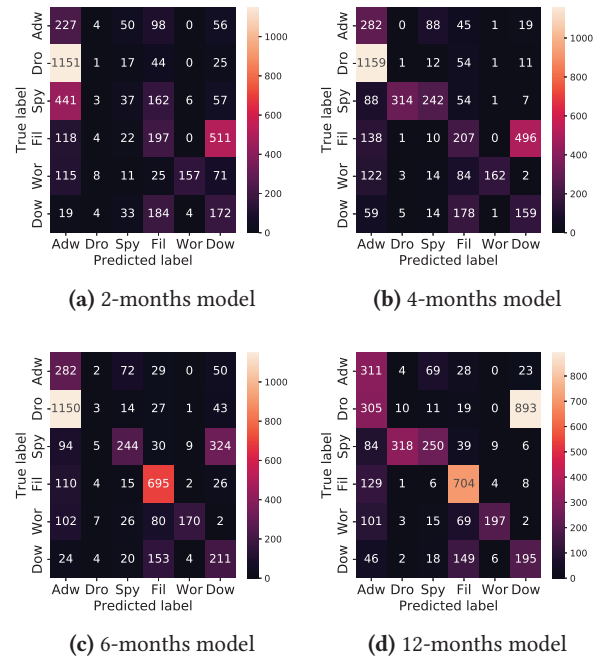 True label
Adw 227 4 50 98 0 56
Dro 1151 1 17 44 0 25
Spy 441 3 37 162 6 57
Fil 118 4 22 197 0 511
Wor 115 8 11 25 157 71
Dow 19 4 33 184 4 172
Adw Dro Spy Fil Wor Dow
Predicted label
1000
800
600
400
200
0
(a) 2-months model
True label
Adw 282 0 88 45 1 19
Dro 1159 1 12 54 1 11
Spy 88 314 242 54 1 7
Fil 138 1 10 207 0 496
Wor 122 3 14 84 162 2
Dow 59 5 14 178 1 159
Adw Dro Spy Fil Wor Dow
Predicted label
1000
800
600
400
200
0
(b) 4-months model
True label
Adw 282 2 72 29 0 50
Dro 1150 3 14 27 1 43
Spy 94 5 244 30 9 324
Fil 110 4 15 695 2 26
Wor 102 7 26 80 170 2
Dow 24 4 20 153 4 211
Adw Dro Spy Fil Wor Dow
Predicted label
1000
800
600
400
200
0
(c) 6-months model
True label
Adw 311 4 69 28 0 23
Dro 305 10 11 19 0 893
Spy 84 318 250 39 9 6
Fil 129 1 6 704 4 8
Wor 101 3 15 69 197 2
Dow 46 2 18 149 6 195
Adw Dro Spy Fil Wor Dow
Predicted label
800
700
600
500
400
300
200
100
0
(d) 12-months model